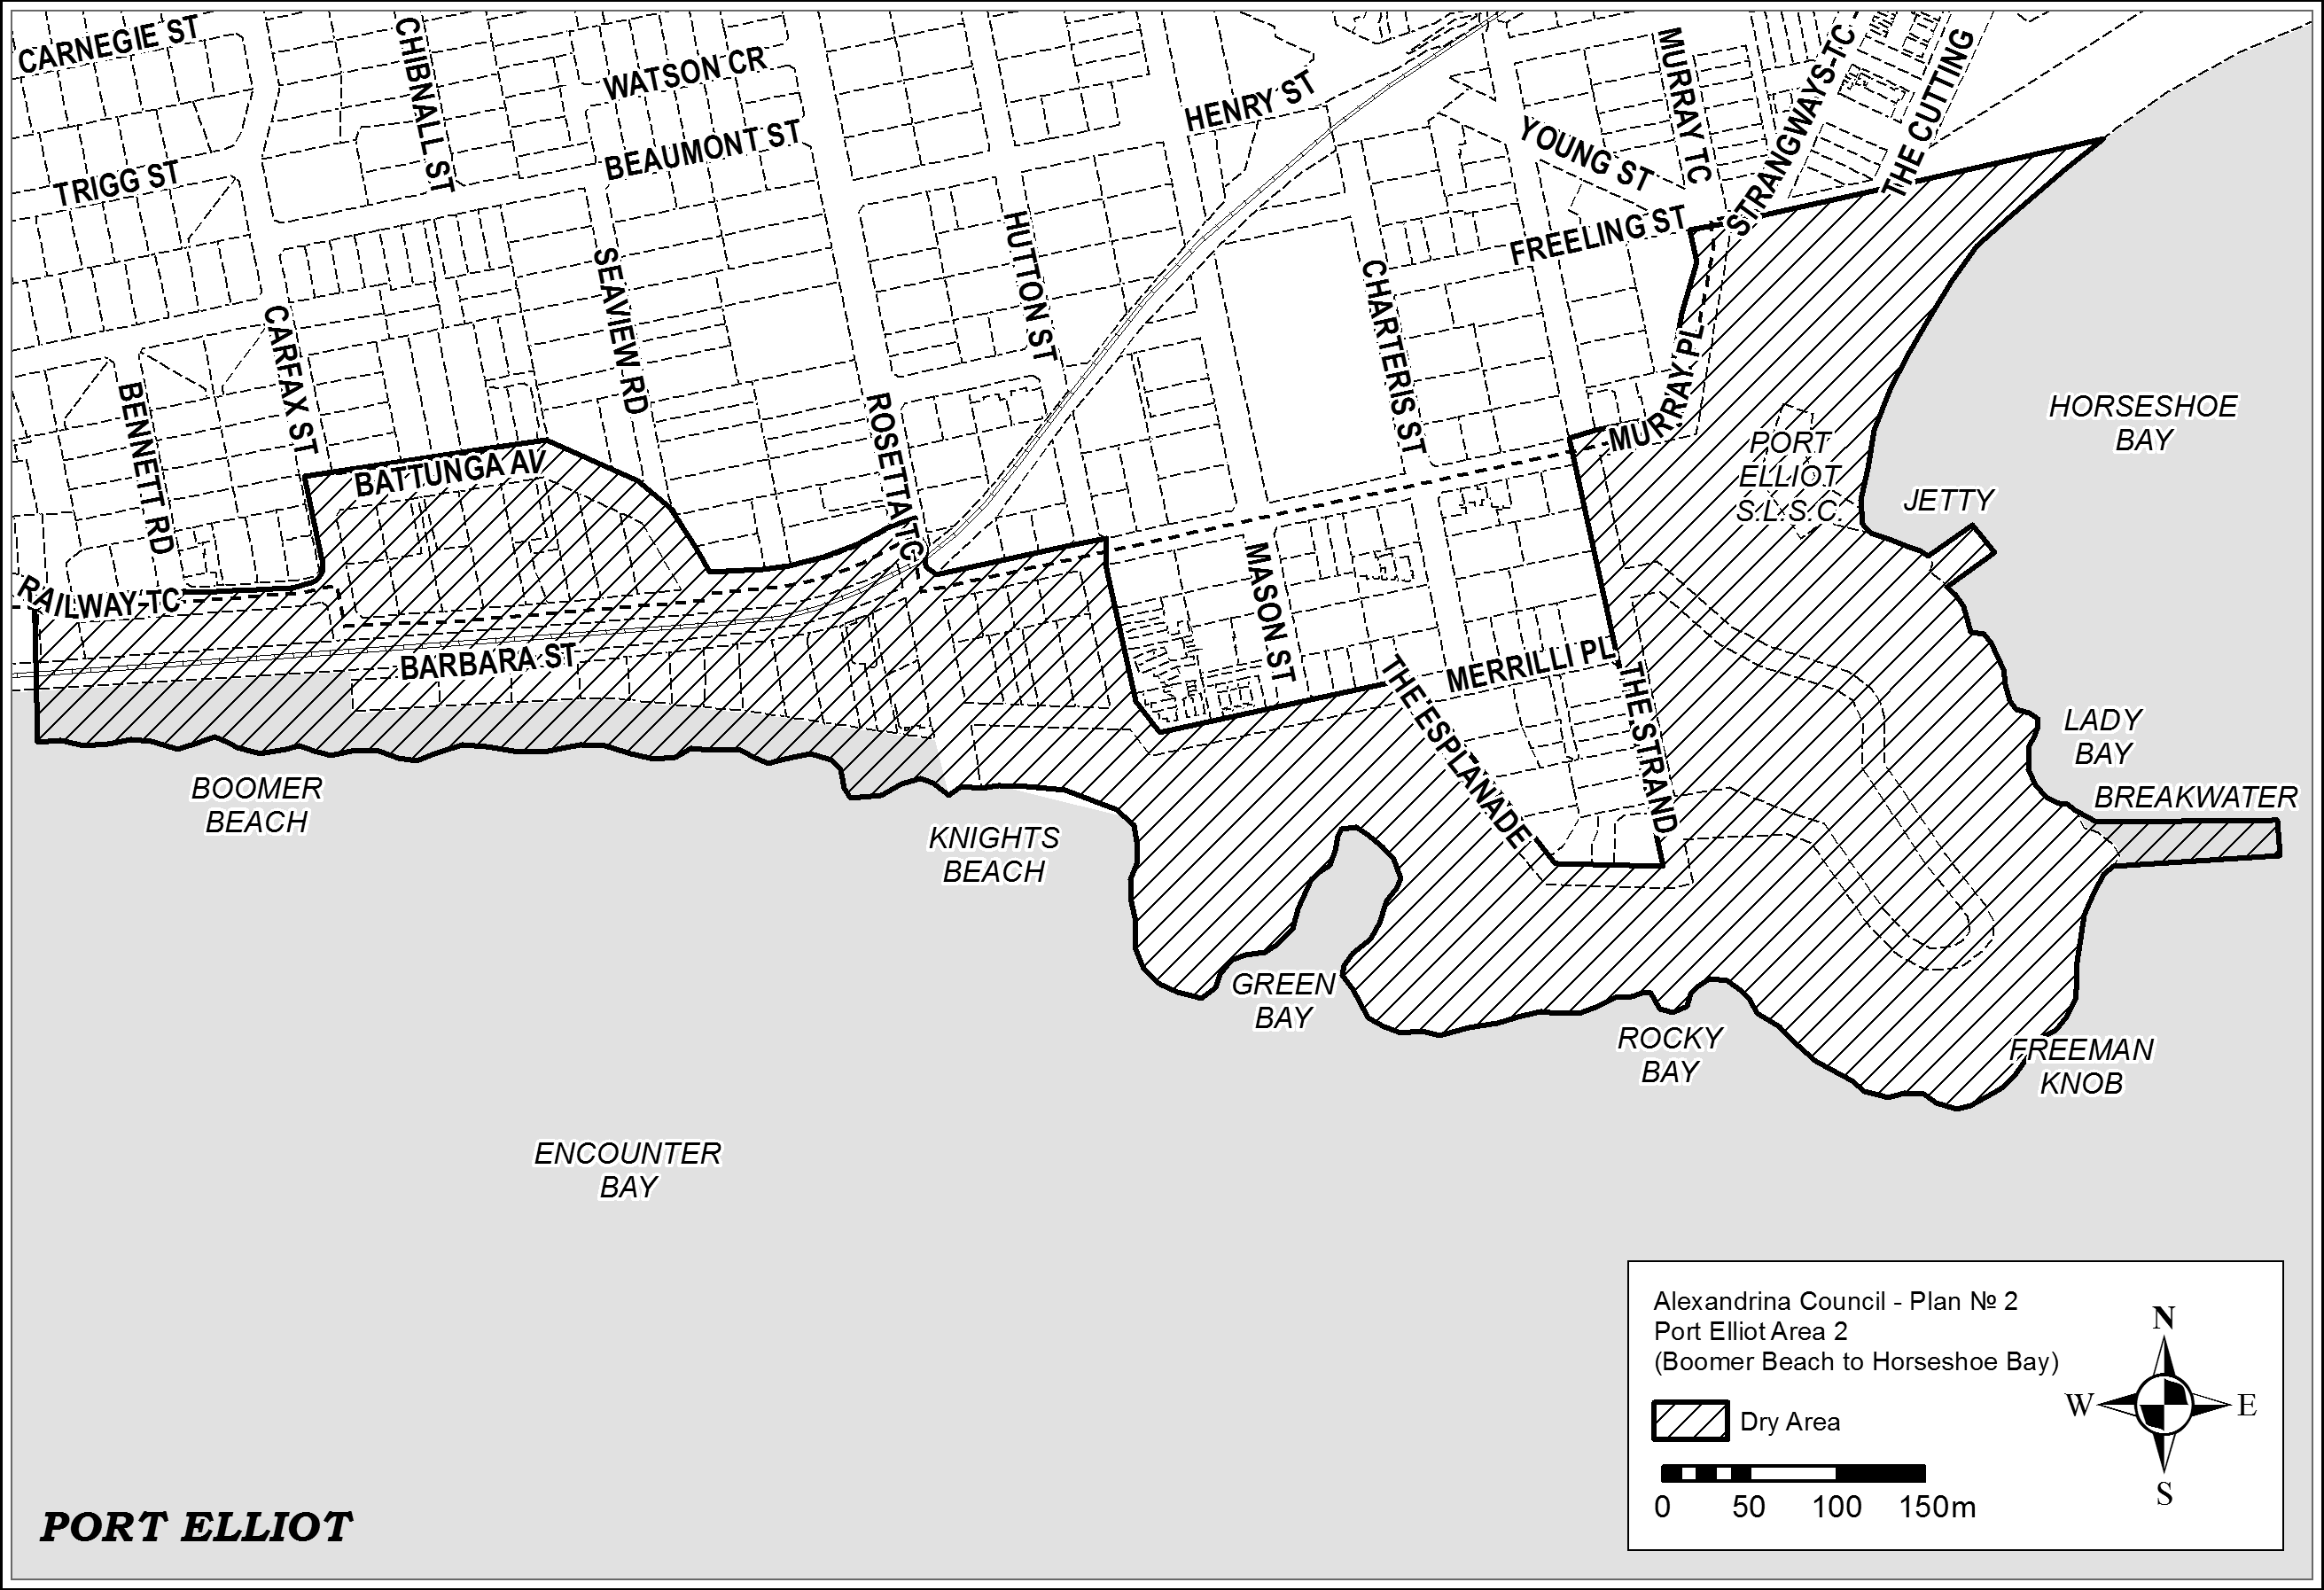 CARNEGIE ST
CHIBNALL ST
WATSON CR
BEAUMONT ST
TRIGG ST
HENRY ST
MURRAY TC
STRANGWAYS TC
THE CUTTING
YOUNG ST
FREELING ST
SEAVIEW RD
HUTTON ST
CHARTERIS ST
CARFAX ST
BENNETT RD
ROSETTA TC
MURRAY PL
BATTUNGA AV
RAILWAY TC
BARBARA ST
MASON ST
MERRILLI PL
THE ESPLANADE
THE STRAND
HORSESHOE
BAY
PORT
ELLIOT
S.L.S.C.
JETTY
LADY
BAY
BREAKWATER
BOOMER
BEACH
KNIGHTS
BEACH
GREEN
BAY
ROCKY
BAY
FREEMAN
KNOB
ENCOUNTER
BAY
Alexandrina Council - Plan № 2
Port Elliot Area 2
(Boomer Beach to Horseshoe Bay)
Dry Area
0 50 100 150m
N
W E
S
PORT ELLIOT